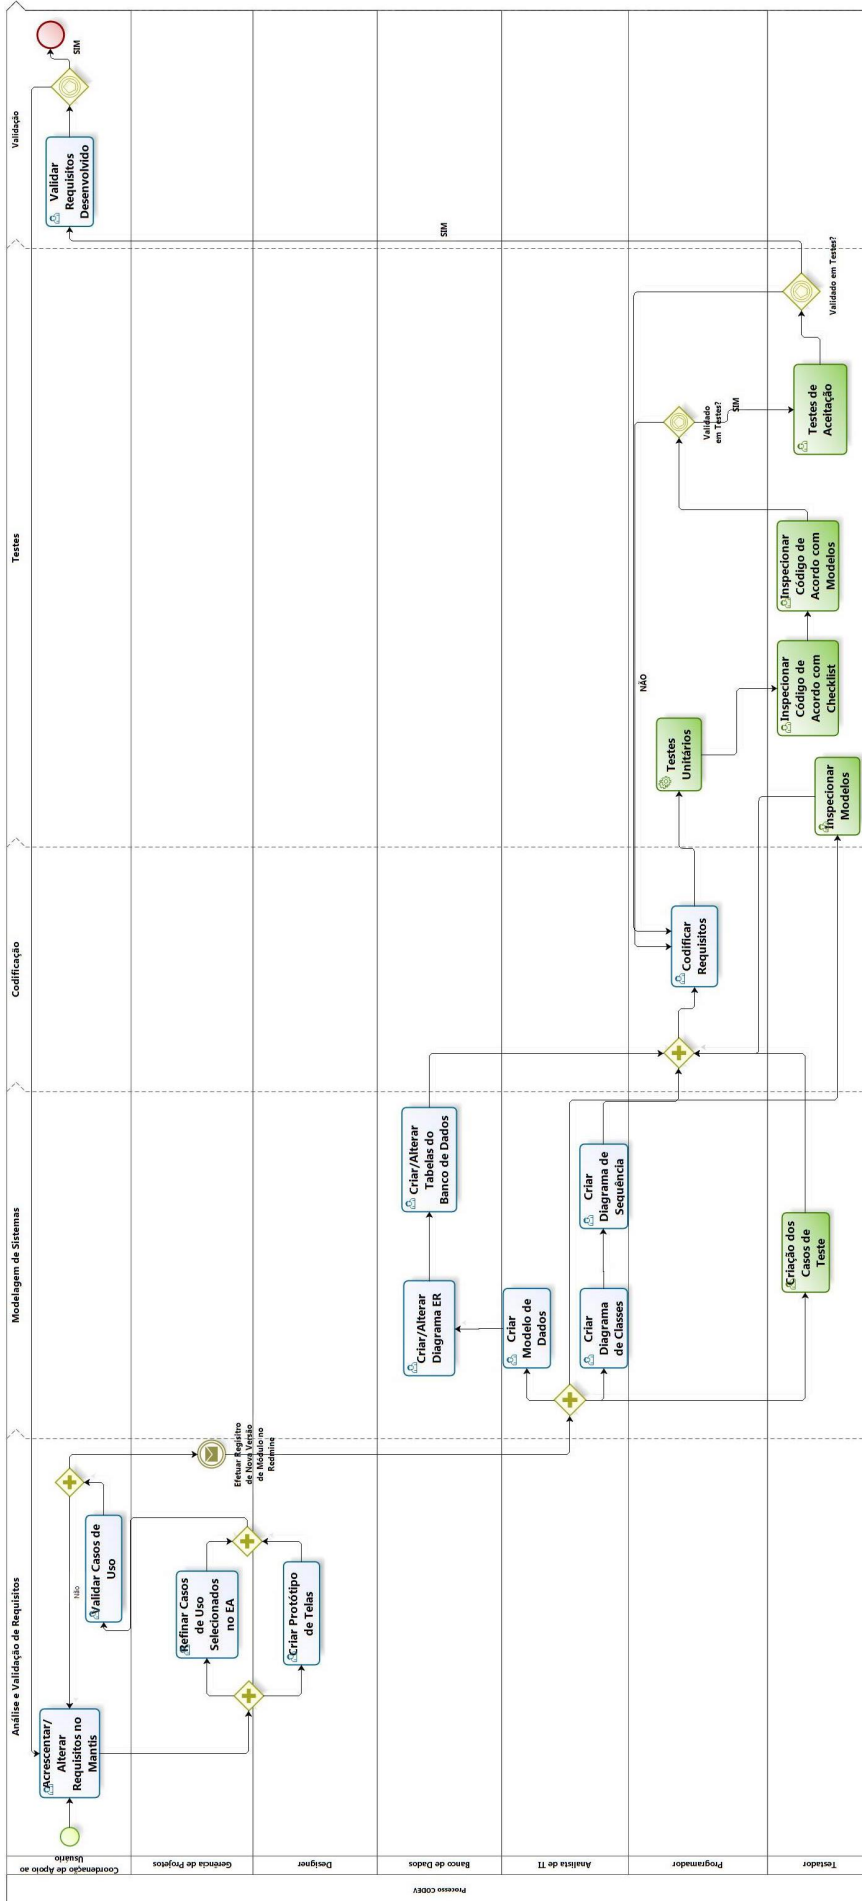 Processo CODEV
Coordenação de Apoio ao
Usuário
Gerência de Projetos
Designer
Banco de Dados
Analista de TI
Programador
Testador
Análise e Validação de Requisitos
Modelagem de Sistemas
Codificação
Testes
Validação
Acrescentar/
Alterar
Requisitos no
Mantis
Não
Validar Casos de
Uso
Refinar Casos
de Uso
Selecionados
no EA
Criar Protótipo
de Telas
Efetuar Regisitro
de Nova Versão
de Módulo no
Redmine
Criar/Alterar
Diagrama ER
Criar/Alterar
Tabelas do
Banco de Dados
Criar
Modelo de
Dados
Criar
Diagrama
de Classes
Criar
Diagrama de
Sequência
Criação dos
Casos de
Teste
Codificar
Requisitos
Testes
Unitários
Inspecionar
Modelos
Inspecionar
Código de
Acordo com
Checklist
Inspecionar
Código de
Acordo com
Modelos
NÃO
Validado
em Testes?
SIM
Testes de
Aceitação
Validado em Testes?
SIM
Validar
Requisitos
Desenvolvido
SIM